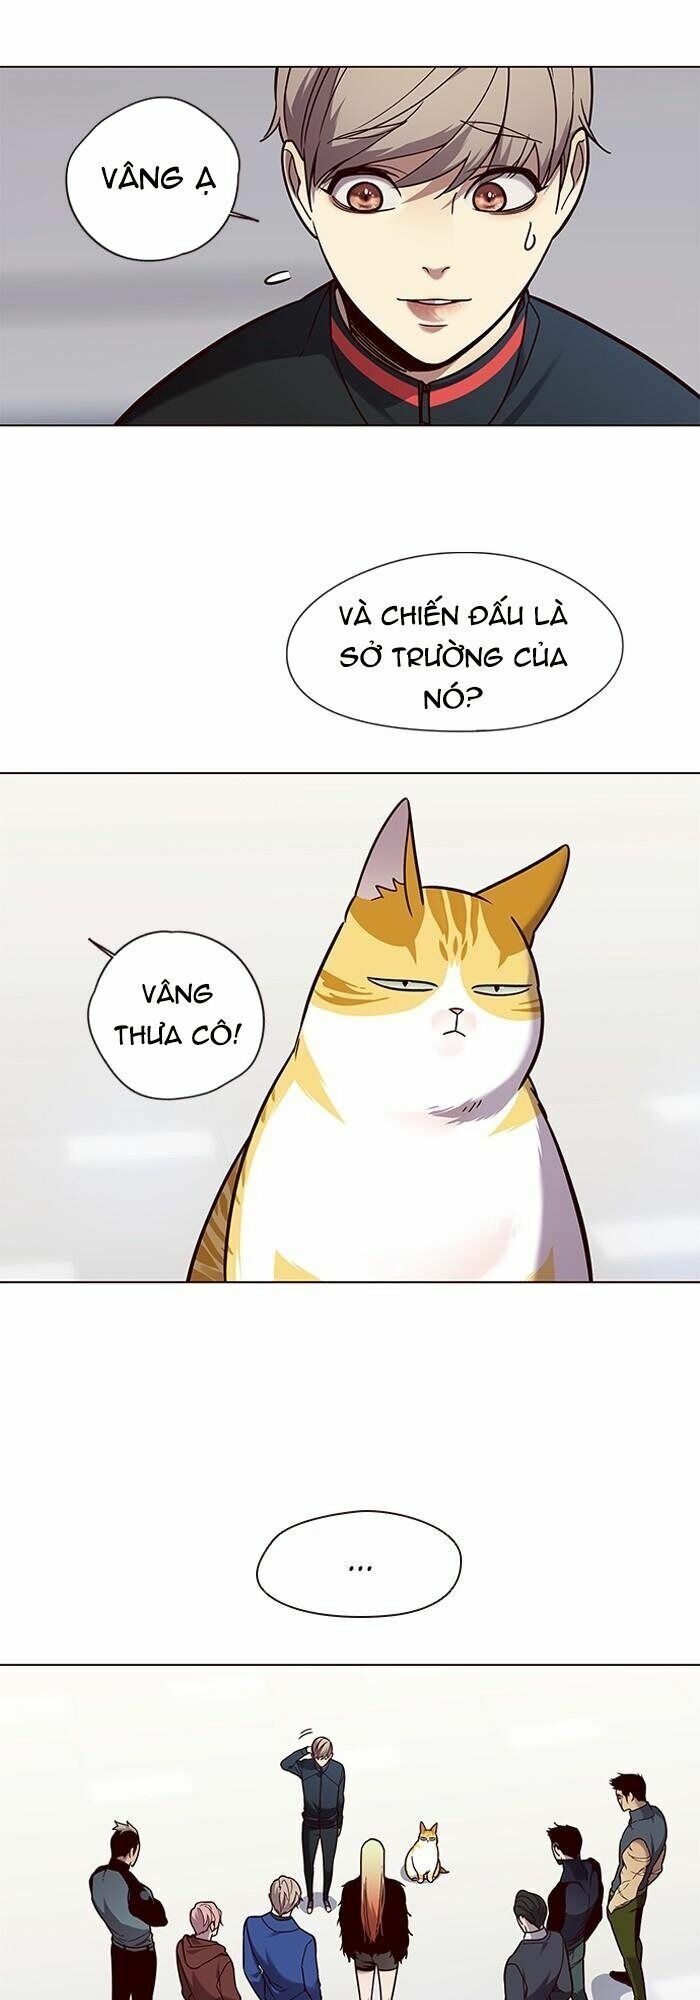 VÂNG Ạ
VÀ CHIẾN ĐẤU LÀ
SỞ TRƯỜNG CỦA
NÓ?
VÂNG
THƯA CÔ!
...